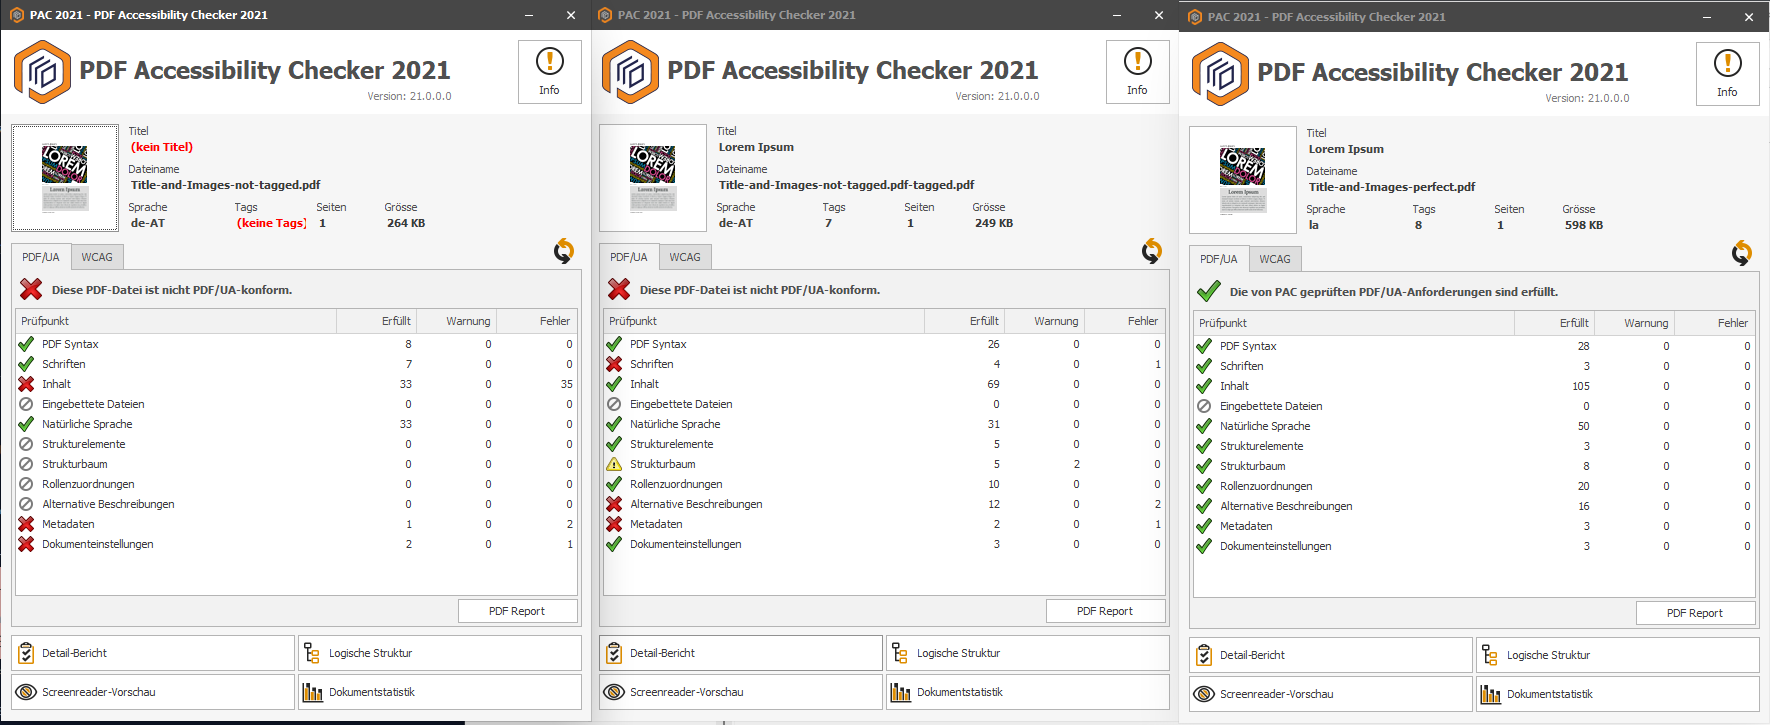 PAC 2021 - PDF Accessibility Checker 2021
PDF Accessibility Checker 2021
Version: 21.0.0.0
Info
Titel
(kein Titel)
Dateiname
Title-and-Images-not-tagged.pdf
Sprache Tags Seiten Grösse
de-AT (keine Tags) 1 264 KB
PDF/UA WCAG
Diese PDF-Datei ist nicht PDF/UA-konform.
Prüfpunkt Erfüllt Warnung Fehler
PDF Syntax 8 0 0
Schriften 7 0 0
Inhalt 33 0 35
Eingebettete Dateien 0 0 0
Natürliche Sprache 33 0 0
Strukturelemente 0 0 0
Strukturbaum 0 0 0
Rollenzuordnungen 0 0 0
Alternative Beschreibungen 0 0 0
Metadaten 1 0 2
Dokumenteinstellungen 2 0 1
PDF Report
Detail-Bericht Logische Struktur
Screenreader-Vorschau Dokumentstatistik
PAC 2021 - PDF Accessibility Checker 2021
PDF Accessibility Checker 2021
Version: 21.0.0.0
Info
Titel
Lorem Ipsum
Dateiname
Title-and-Images-not-tagged.pdf-tagged.pdf
Sprache Tags Seiten Grösse
de-AT 7 1 249 KB
PDF/UA WCAG
Diese PDF-Datei ist nicht PDF/UA-konform.
Prüfpunkt Erfüllt Warnung Fehler
PDF Syntax 26 0 0
Schriften 4 0 1
Inhalt 69 0 0
Eingebettete Dateien 0 0 0
Natürliche Sprache 31 0 0
Strukturelemente 5 0 0
Strukturbaum 5 2 0
Rollenzuordnungen 10 0 0
Alternative Beschreibungen 12 0 2
Metadaten 2 0 1
Dokumenteinstellungen 3 0 0
PDF Report
Detail-Bericht Logische Struktur
Screenreader-Vorschau Dokumentstatistik
PAC 2021 - PDF Accessibility Checker 2021
PDF Accessibility Checker 2021
Version: 21.0.0.0
Info
Titel
Lorem Ipsum
Dateiname
Title-and-Images-perfect.pdf
Sprache Tags Seiten Grösse
la 8 1 598 KB
PDF/UA WCAG
Die von PAC geprüften PDF/UA-Anforderungen sind erfüllt.
Prüfpunkt Erfüllt Warnung Fehler
PDF Syntax 28 0 0
Schriften 3 0 0
Inhalt 105 0 0
Eingebettete Dateien 0 0 0
Natürliche Sprache 50 0 0
Strukturelemente 3 0 0
Strukturbaum 8 0 0
Rollenzuordnungen 20 0 0
Alternative Beschreibungen 16 0 0
Metadaten 3 0 0
Dokumenteinstellungen 3 0 0
PDF Report
Detail-Bericht Logische Struktur
Screenreader-Vorschau Dokumentstatistik